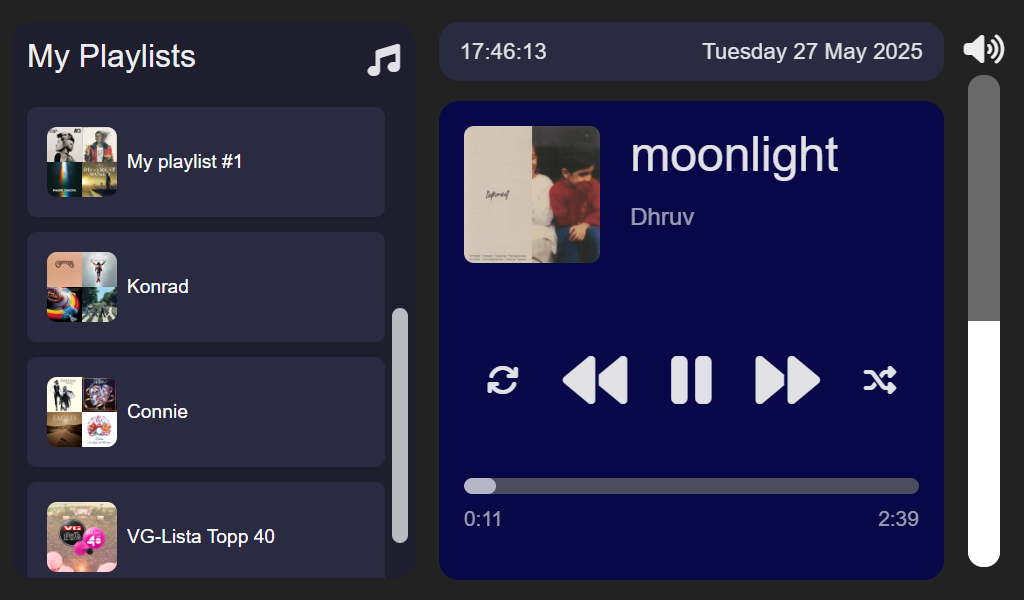 My Playlists
My playlist #1
Konrad
Connie
VG-Lista Topp 40
17:46:13
Tuesday 27 May 2025
moonlight
Dhruv
0:11
2:39